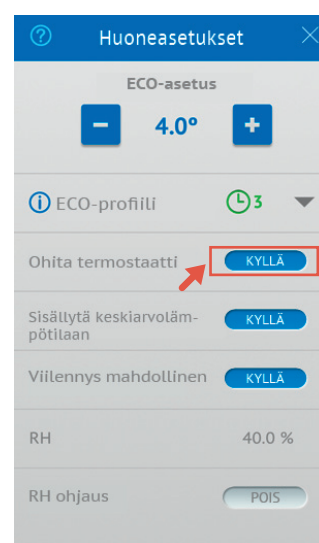 ? Huoneasetukset ×
ECO-asetus
− 4.0° +
ECO-profiili 3
Ohita termostaatti KYLLÄ
Sisällytä keskiarvoläm-
pötilaan KYLLÄ
Viilennys mahdollinen KYLLÄ
RH 40.0 %
RH ohjaus POIS